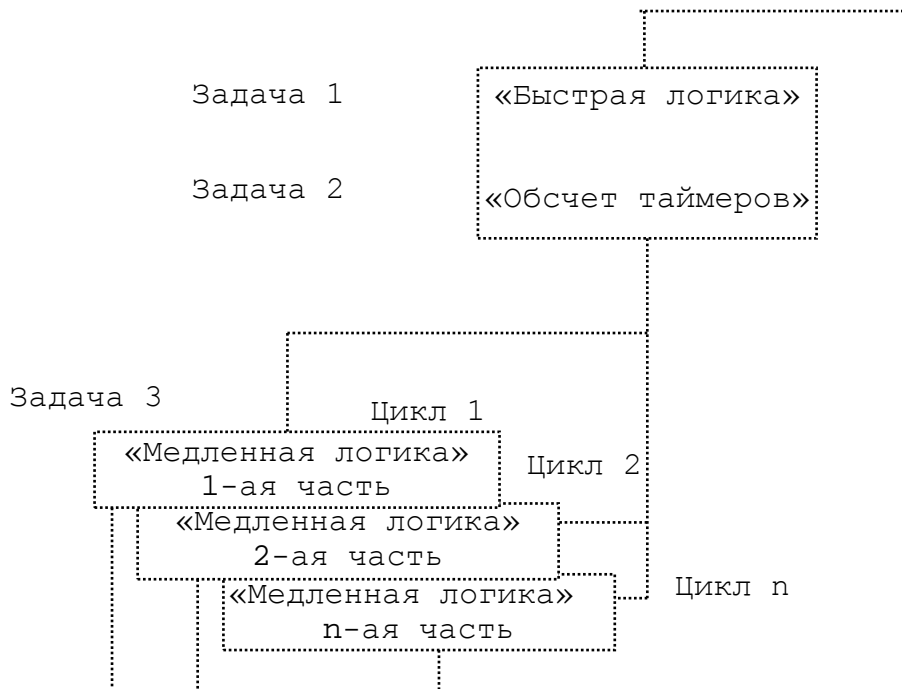 Задача 1
«Быстрая логика»
Задача 2
«Обсчет таймеров»
Задача 3
Цикл 1
«Медленная логика»
1-ая часть
Цикл 2
«Медленная логика»
2-ая часть
Цикл n
«Медленная логика»
n-ая часть